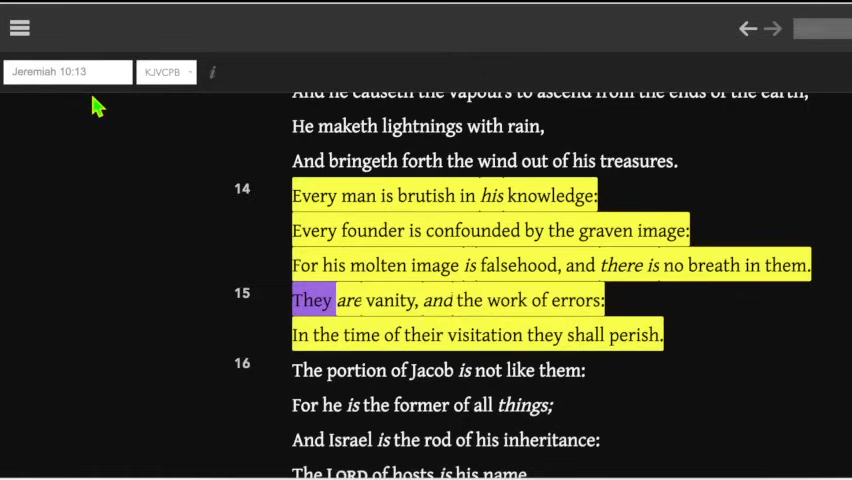 Jeremiah 10:13
KJVCPB
i
And he causeth the vapours to ascend from the ends of the earth,
He maketh lightnings with rain,
And bringeth forth the wind out of his treasures.
14 Every man is brutish in his knowledge:
Every founder is confounded by the graven image:
For his molten image is falsehood, and there is no breath in them.
15 They are vanity, and the work of errors:
In the time of their visitation they shall perish.
16 The portion of Jacob is not like them:
For he is the former of all things;
And Israel is the rod of his inheritance:
The LORD of hosts is his name